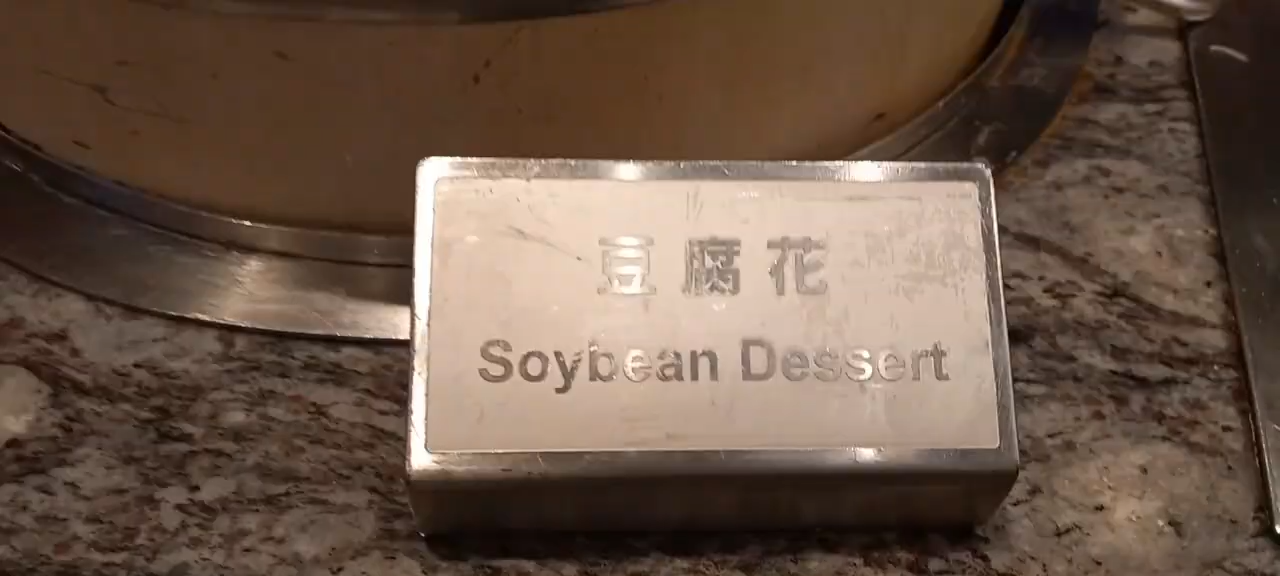 豆腐花
Soybean Dessert